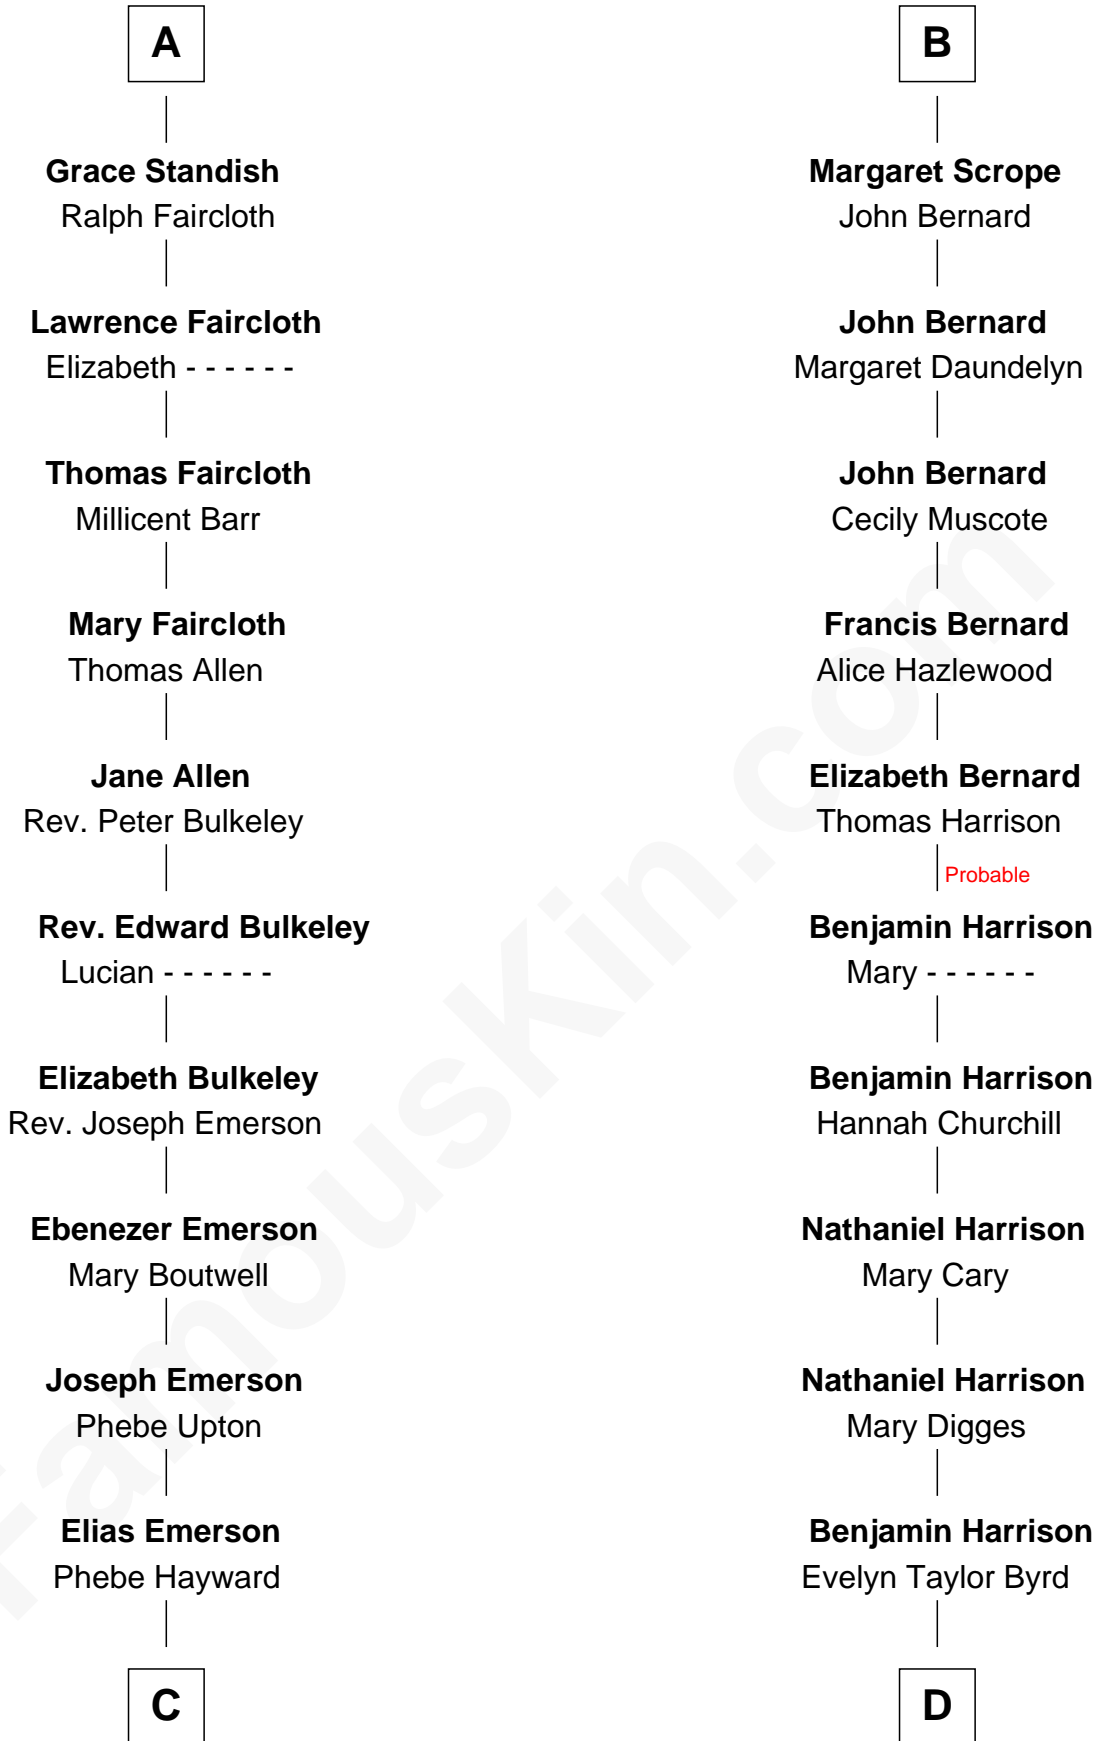 A
Grace Standish
Ralph Faircloth
Lawrence Faircloth
Elizabeth - - - - - -
Thomas Faircloth
Millicent Barr
Mary Faircloth
Thomas Allen
Jane Allen
Rev. Peter Bulkeley
Rev. Edward Bulkeley
Lucian - - - - - -
Elizabeth Bulkeley
Rev. Joseph Emerson
Ebenezer Emerson
Mary Boutwell
Joseph Emerson
Phebe Upton
Elias Emerson
Phebe Hayward
C
B
Margaret Scrope
John Bernard
John Bernard
Margaret Daundelyn
John Bernard
Cecily Muscote
Francis Bernard
Alice Hazlewood
Elizabeth Bernard
Thomas Harrison
Probable
Benjamin Harrison
Mary - - - - - -
Benjamin Harrison
Hannah Churchill
Nathaniel Harrison
Mary Cary
Nathaniel Harrison
Mary Digges
Benjamin Harrison
Evelyn Taylor Byrd
D
FamousKin.com